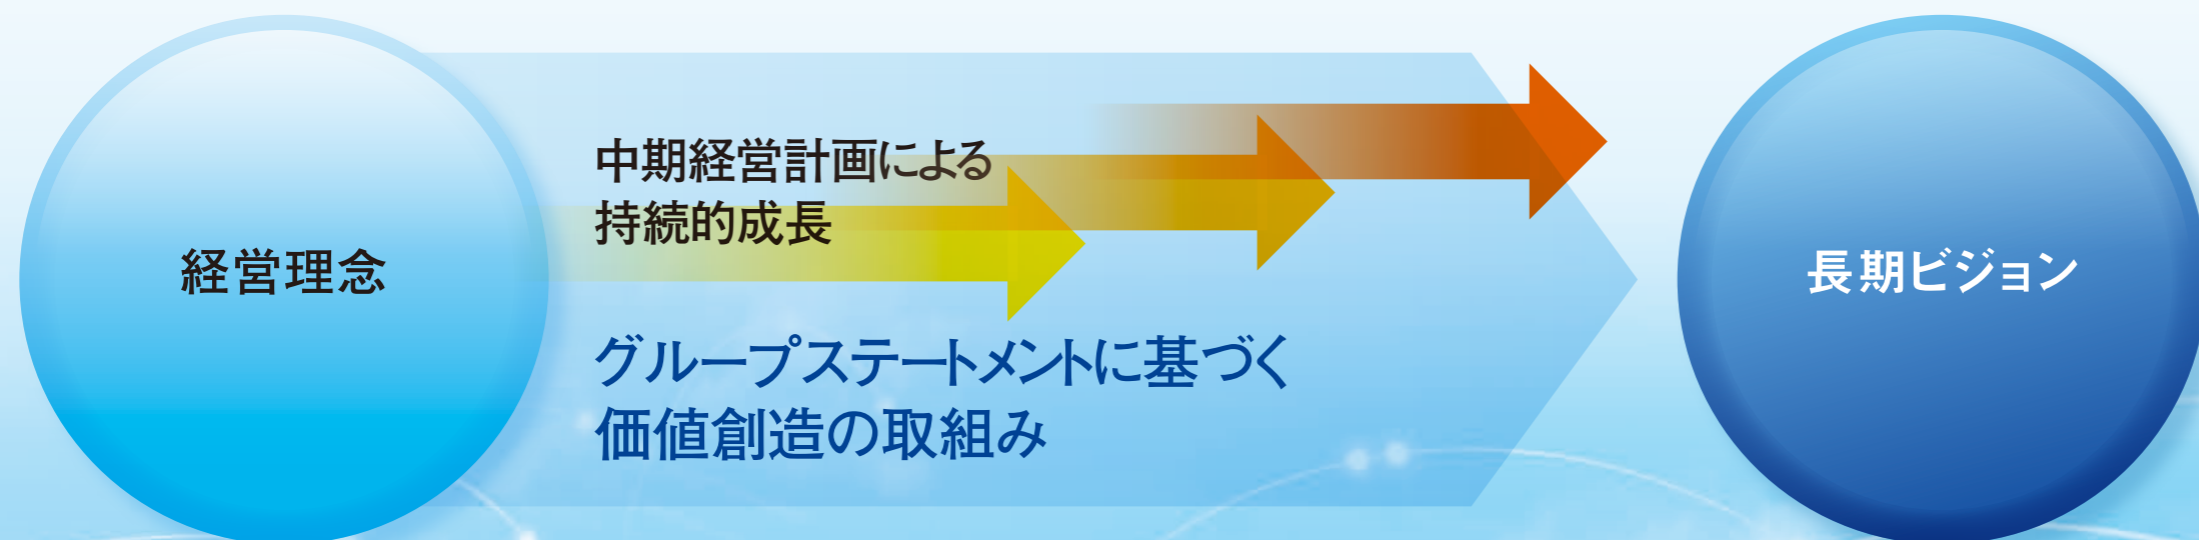 経営理念
中期経営計画による
持続的成長
グループステートメントに基づく
価値創造の取組み
長期ビジョン